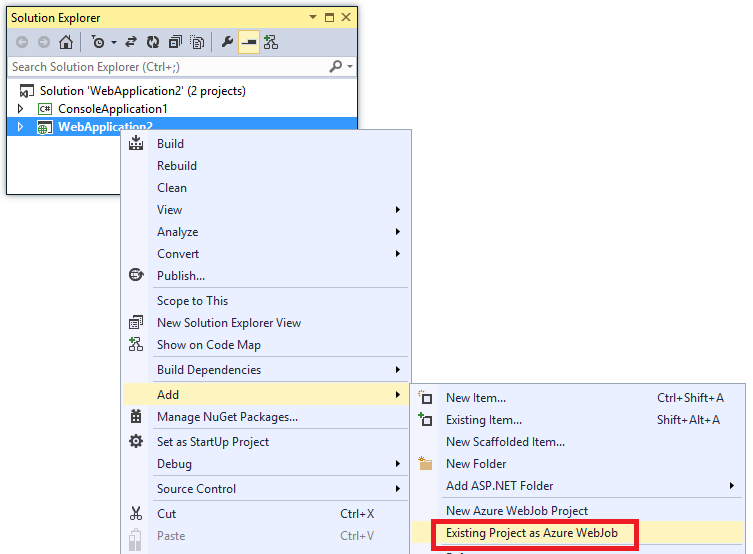 Solution Explorer
Search Solution Explorer (Ctrl+;)
Solution 'WebApplication2' (2 projects)
C# ConsoleApplication1
WebApplication2
Build
Rebuild
Clean
View
Analyze
Convert
Publish...
Scope to This
New Solution Explorer View
Show on Code Map
Build Dependencies
Add
Manage NuGet Packages...
Set as StartUp Project
Debug
Source Control
Cut Ctrl+X
Paste Ctrl+V
New Item... Ctrl+Shift+A
Existing Item... Shift+Alt+A
New Scaffolded Item...
New Folder
Add ASP.NET Folder
New Azure WebJob Project
Existing Project as Azure WebJob